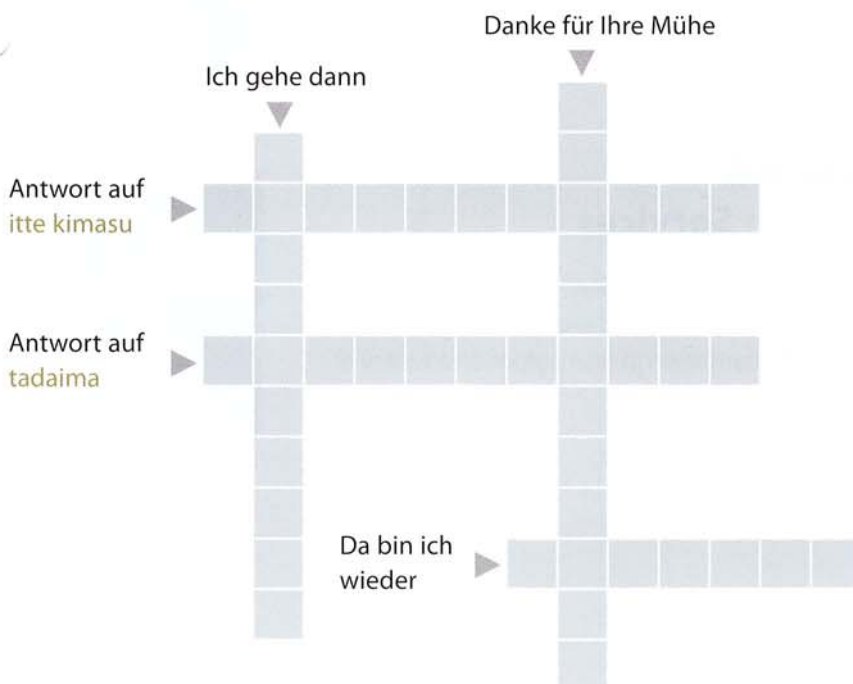 Danke für Ihre Mühe
Ich gehe dann
Antwort auf
itte kimasu
Antwort auf
tadaima
Da bin ich
wieder